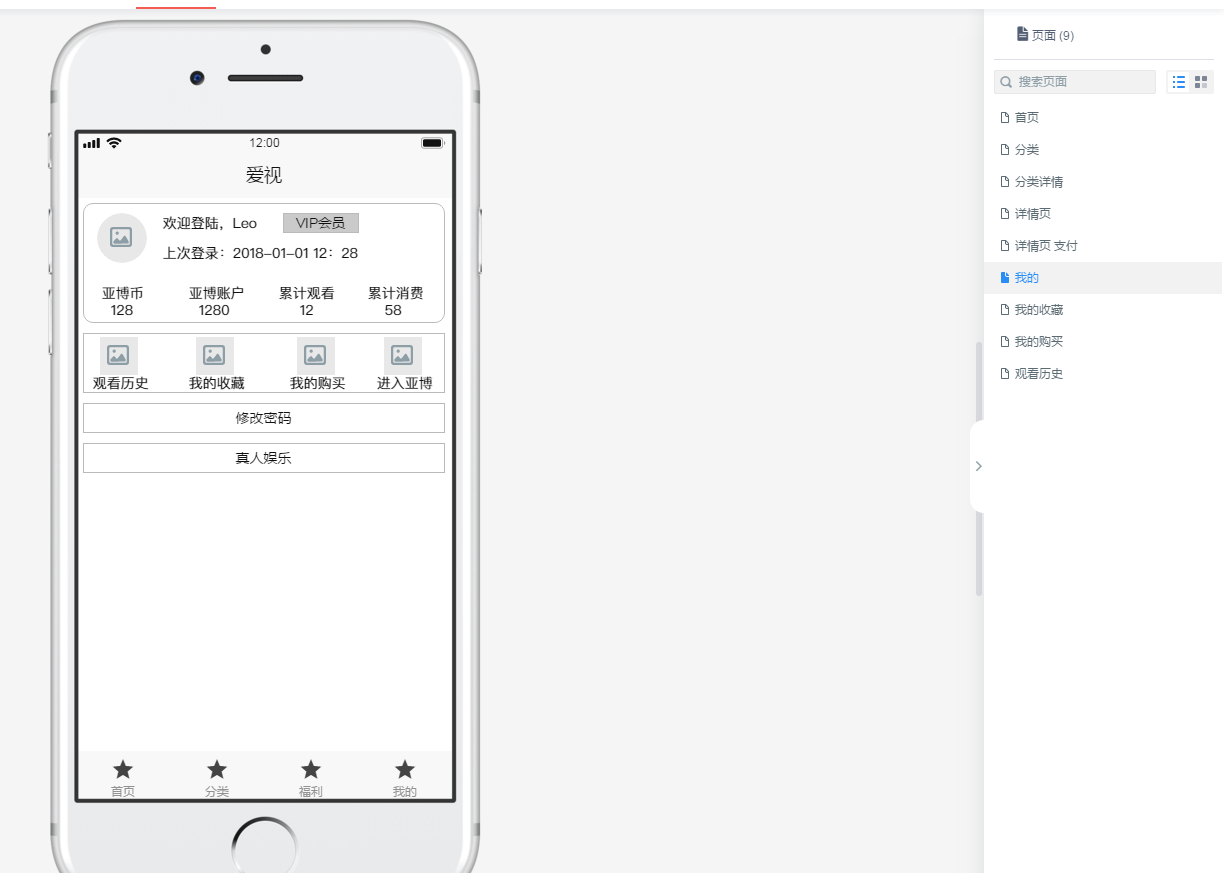 12:00
爱视
欢迎登陆，Leo
VIP会员
上次登录：2018-01-01 12：28
亚博币 亚博账户 累计观看 累计消费
128 1280 12 58
观看历史 我的收藏 我的购买 进入亚博
修改密码
真人娱乐
首页 分类 福利 我的
页面 (9)
搜索页面
首页
分类
分类详情
详情页
详情页 支付
我的
我的收藏
我的购买
观看历史